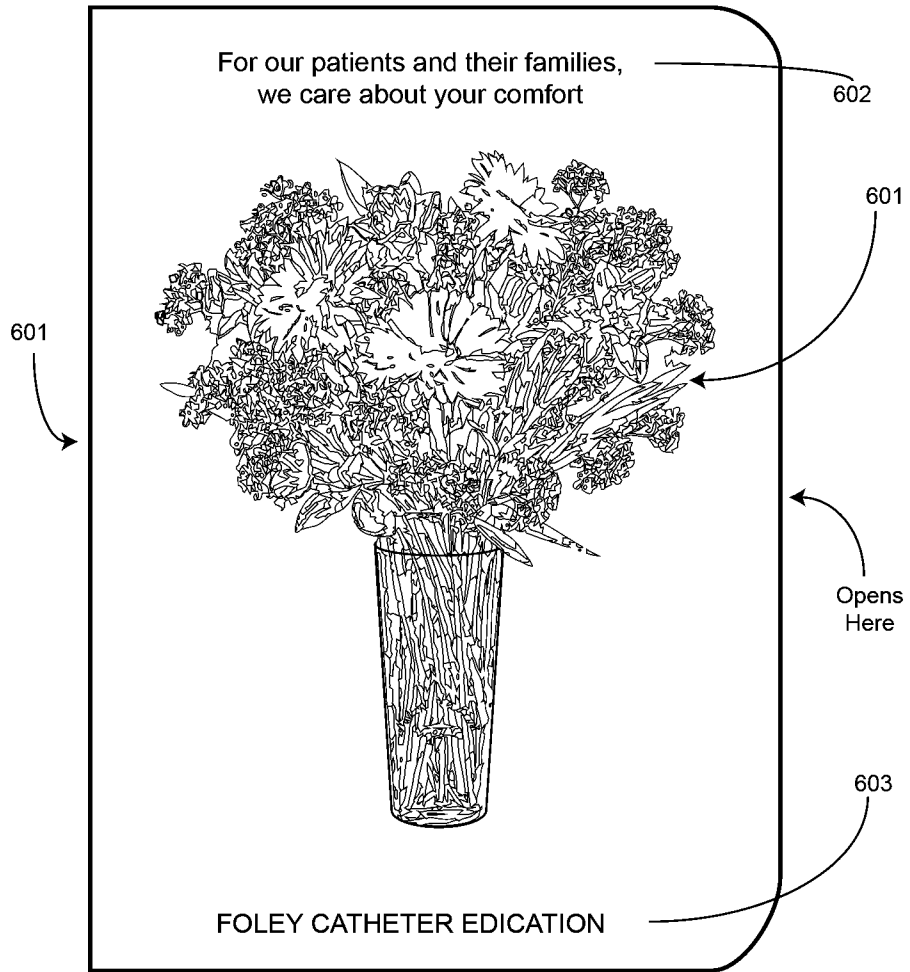 For our patients and their families,
we care about your comfort
602
601
601
Opens
Here
603
FOLEY CATHETER EDICATION